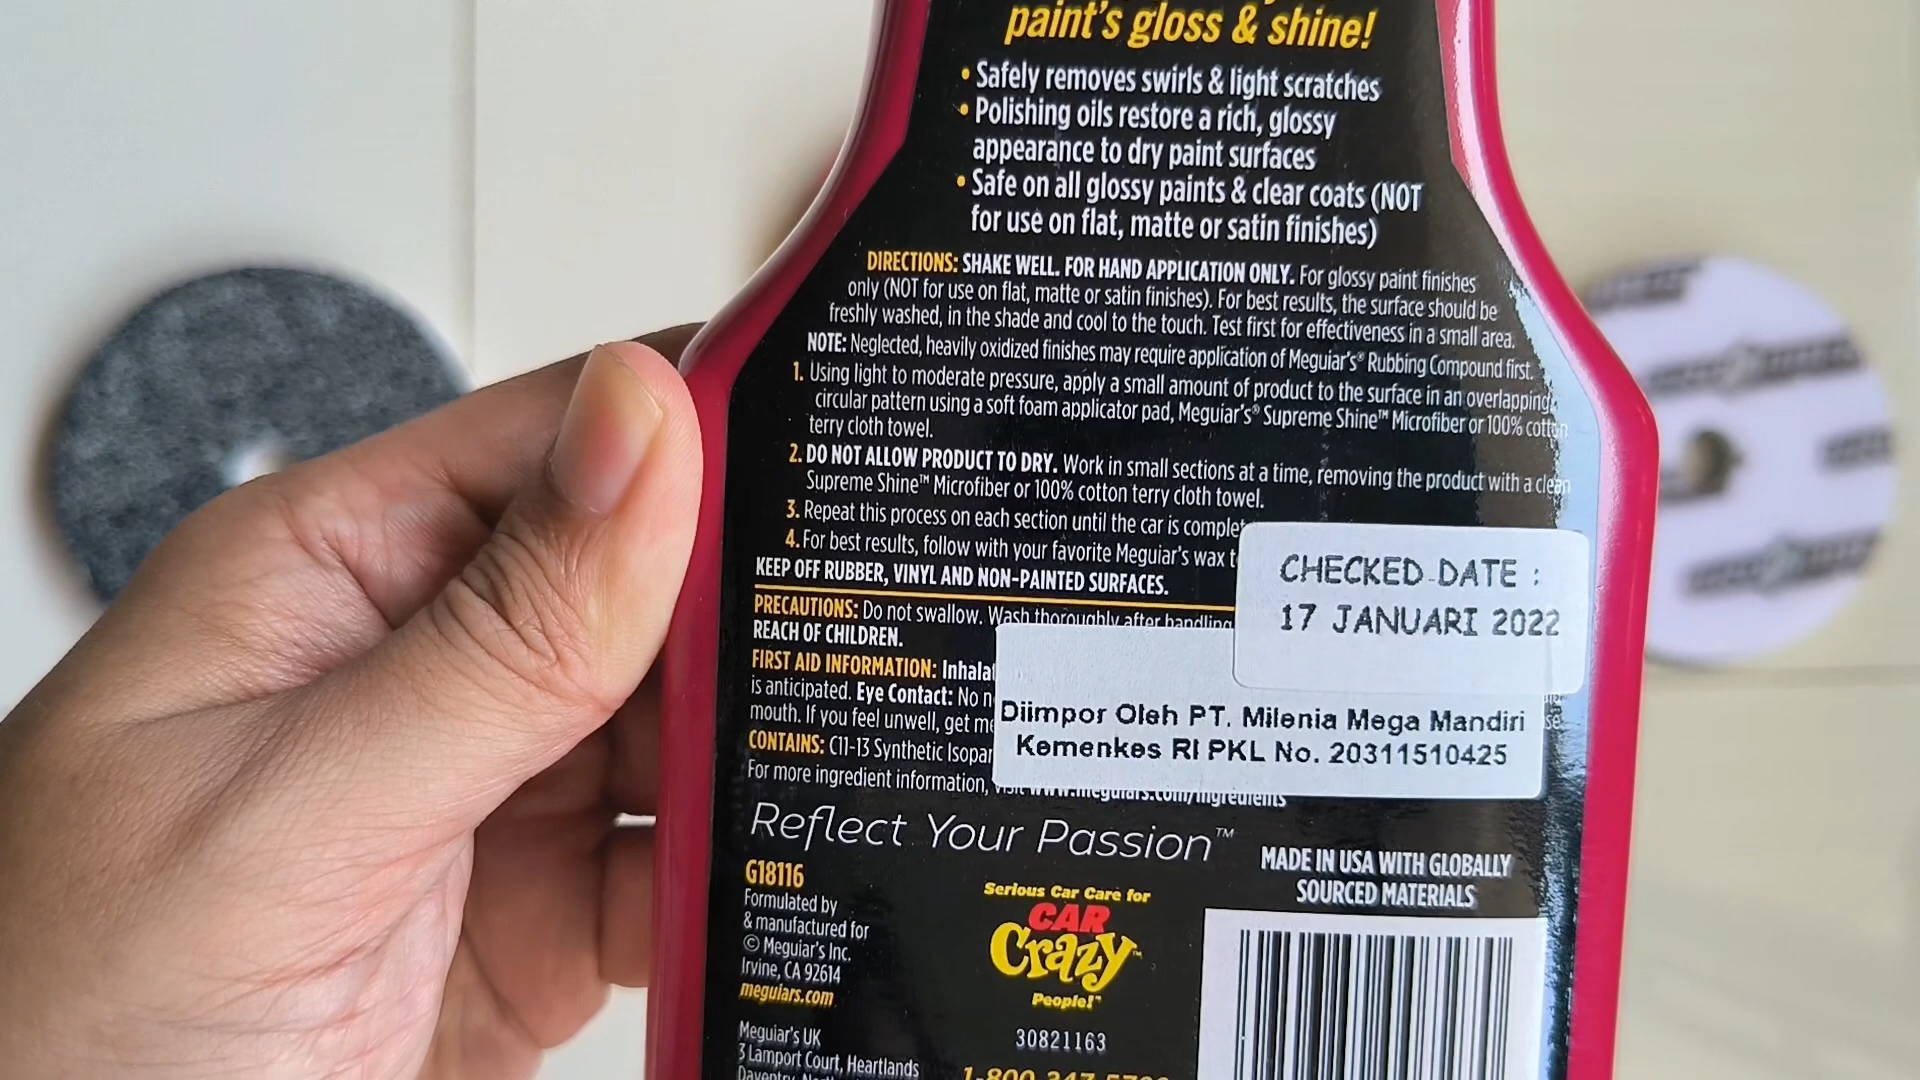 paint's gloss & shine!
• Safely removes swirls & light scratches
• Polishing oils restore a rich, glossy
appearance to dry paint surfaces
• Safe on all glossy paints & clear coats (NOT
for use on flat, matte or satin finishes)
DIRECTIONS: SHAKE WELL. FOR HAND APPLICATION ONLY. For glossy paint finishes
only (NOT for use on flat, matte or satin finishes). For best results, the surface should be
freshly washed, in the shade and cool to the touch. Test first for effectiveness in a small area.
NOTE: Neglected, heavily oxidized finishes may require application of Meguiar's® Rubbing Compound first.
1. Using light to moderate pressure, apply a small amount of product to the surface in an overlapping,
circular pattern using a soft foam applicator pad, Meguiar's® Supreme Shine™ Microfiber or 100% cotton
terry cloth towel.
2. DO NOT ALLOW PRODUCT TO DRY. Work in small sections at a time, removing the product with a clean
Supreme Shine™ Microfiber or 100% cotton terry cloth towel.
3. Repeat this process on each section until the car is
4. For best results, follow with your favorite Meguiar's wax
KEEP OFF RUBBER, VINYL AND NON-PAINTED SURFACES.
CHECKED DATE :
17 JANUARI 2022
PRECAUTIONS: Do not swallow. Wash thoroughly after handling
REACH OF CHILDREN.
FIRST AID INFORMATION:
is anticipated. Eye Contact: No
mouth. If you feel unwell, get
CONTAINS: C11-13 Synthetic
For more ingredient information, visit www.meguiars.com/ingredients
Diimpor Oleh PT. Milenia Mega Mandiri
Kemenkes RI PKL No. 20311510425
Reflect Your Passion™
MADE IN USA WITH GLOBALLY
SOURCED MATERIALS
G18116
Formulated by
& manufactured for
© Meguiar's Inc.
Irvine, CA 92614
meguiars.com
Serious Car Care for
CAR
Crazy™
People!™
30821163
Meguiar's UK
3 Lamport Court, Heartlands